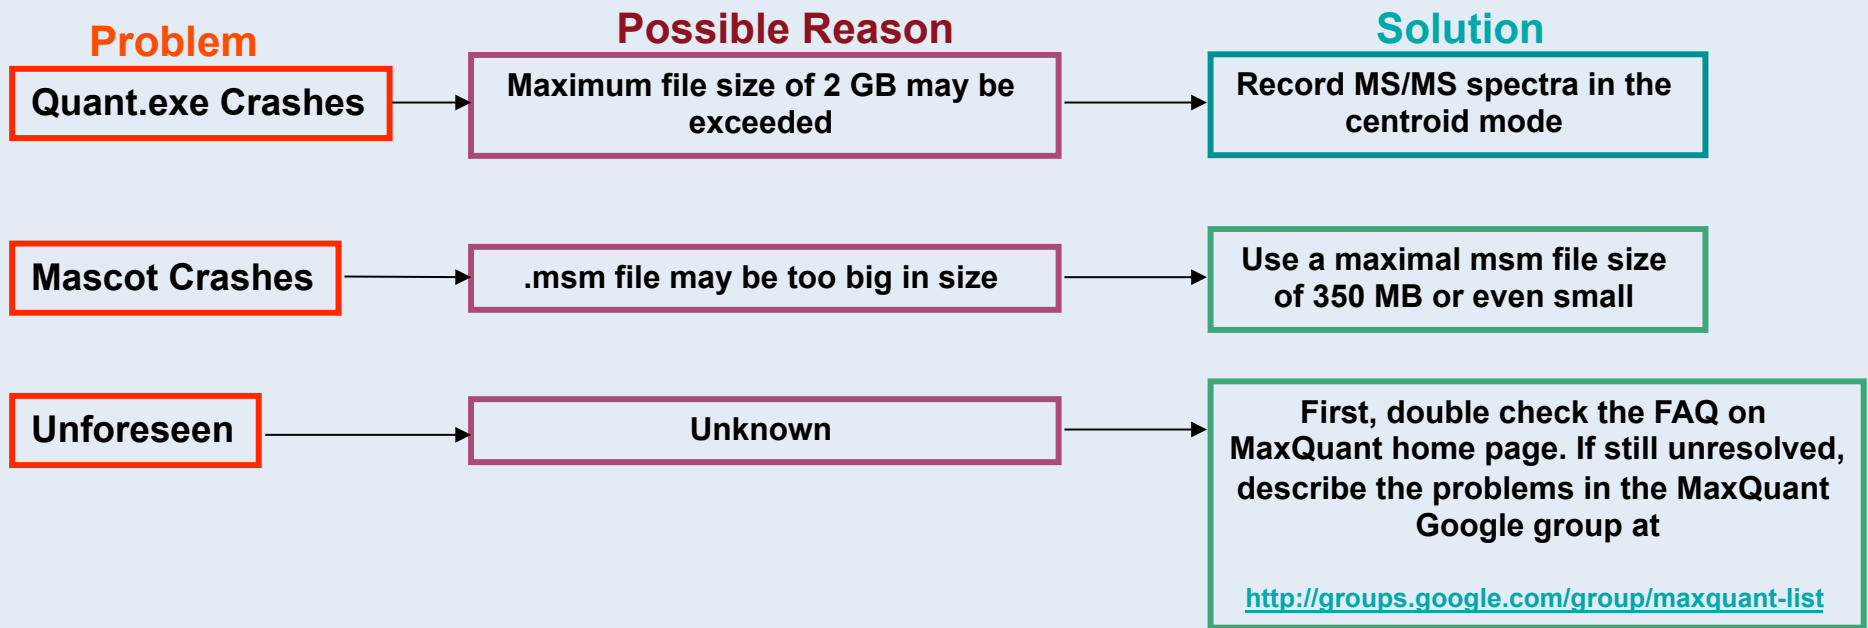 Problem
Possible Reason
Solution
Quant.exe Crashes
Maximum file size of 2 GB may be
exceeded
Record MS/MS spectra in the
centroid mode
Mascot Crashes
.msm file may be too big in size
Use a maximal msm file size
of 350 MB or even small
Unforeseen
Unknown
First, double check the FAQ on
MaxQuant home page. If still unresolved,
describe the problems in the MaxQuant
Google group at
http://groups.google.com/group/maxquant-list